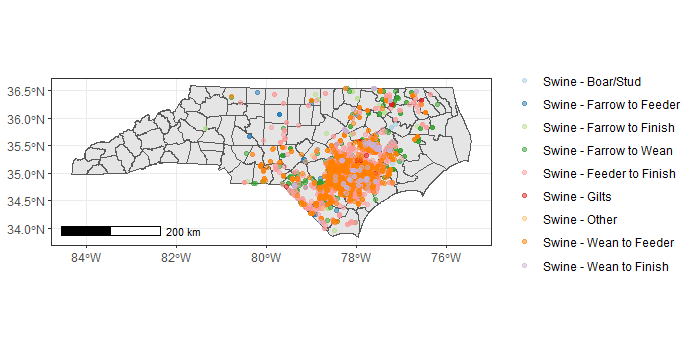 36.5°N
36.0°N
35.5°N
35.0°N
34.5°N
34.0°N
200 km
84°W
82°W
80°W
78°W
76°W
Swine - Boar/Stud
Swine - Farrow to Feeder
Swine - Farrow to Finish
Swine - Farrow to Wean
Swine - Feeder to Finish
Swine - Gilts
Swine - Other
Swine - Wean to Feeder
Swine - Wean to Finish